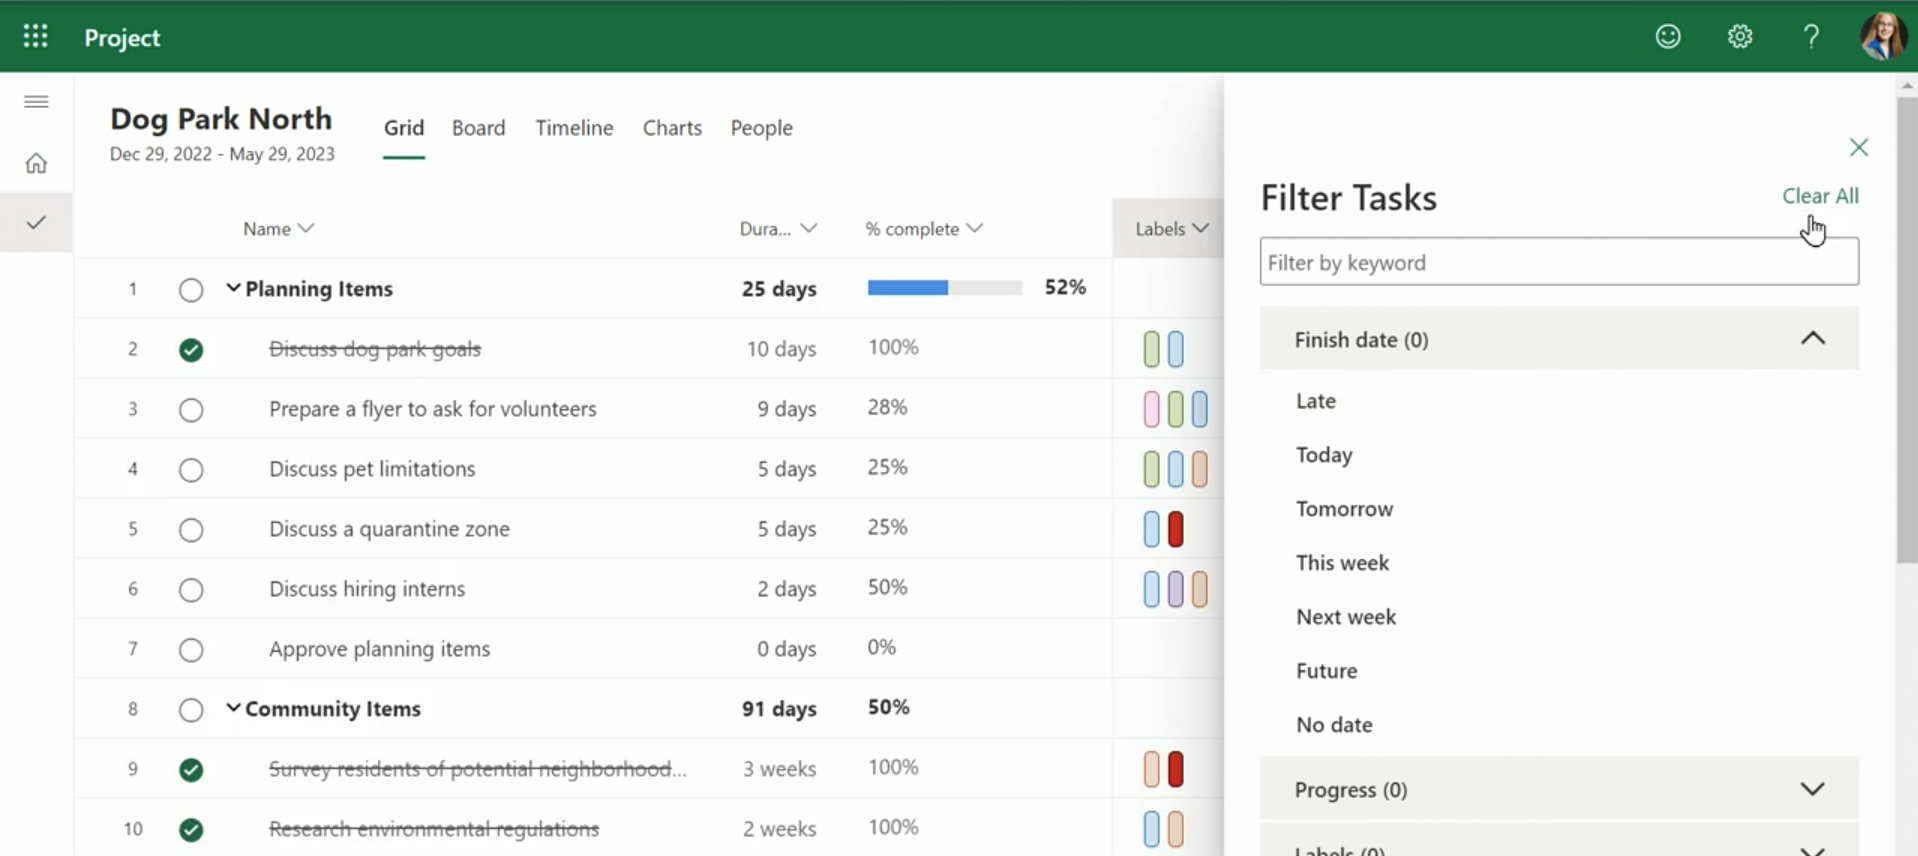 Project
Dog Park North
Dec 29, 2022 - May 29, 2023
Grid Board Timeline Charts People
Name Dura... % complete Labels
1 Planning Items 25 days 52%
2 Discuss dog park goals 10 days 100%
3 Prepare a flyer to ask for volunteers 9 days 28%
4 Discuss pet limitations 5 days 25%
5 Discuss a quarantine zone 5 days 25%
6 Discuss hiring interns 2 days 50%
7 Approve planning items 0 days 0%
8 Community Items 91 days 50%
9 Survey residents of potential neighborhood... 3 weeks 100%
10 Research environmental regulations 2 weeks 100%
Filter Tasks
Clear All
Filter by keyword
Finish date (0)
Late
Today
Tomorrow
This week
Next week
Future
No date
Progress (0)
Labels (0)